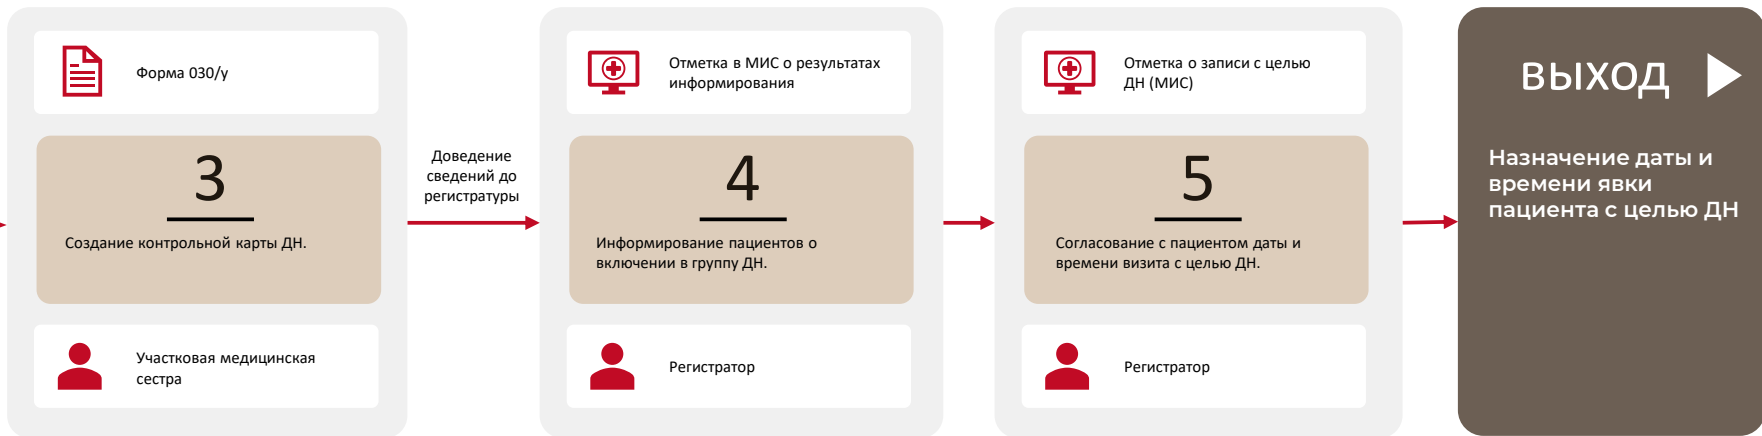 Форма 030/у
3
Создание контрольной карты ДН.
Участковая медицинская
сестра
Доведение
сведений до
регистратуры
Отметка в МИС о результатах
информирования
4
Информирование пациентов о
включении в группу ДН.
Регистратор
Отметка о записи с целью
ДН (МИС)
5
Согласование с пациентом даты и
времени визита с целью ДН.
Регистратор
ВЫХОД
Назначение даты и
времени явки
пациента с целью ДН